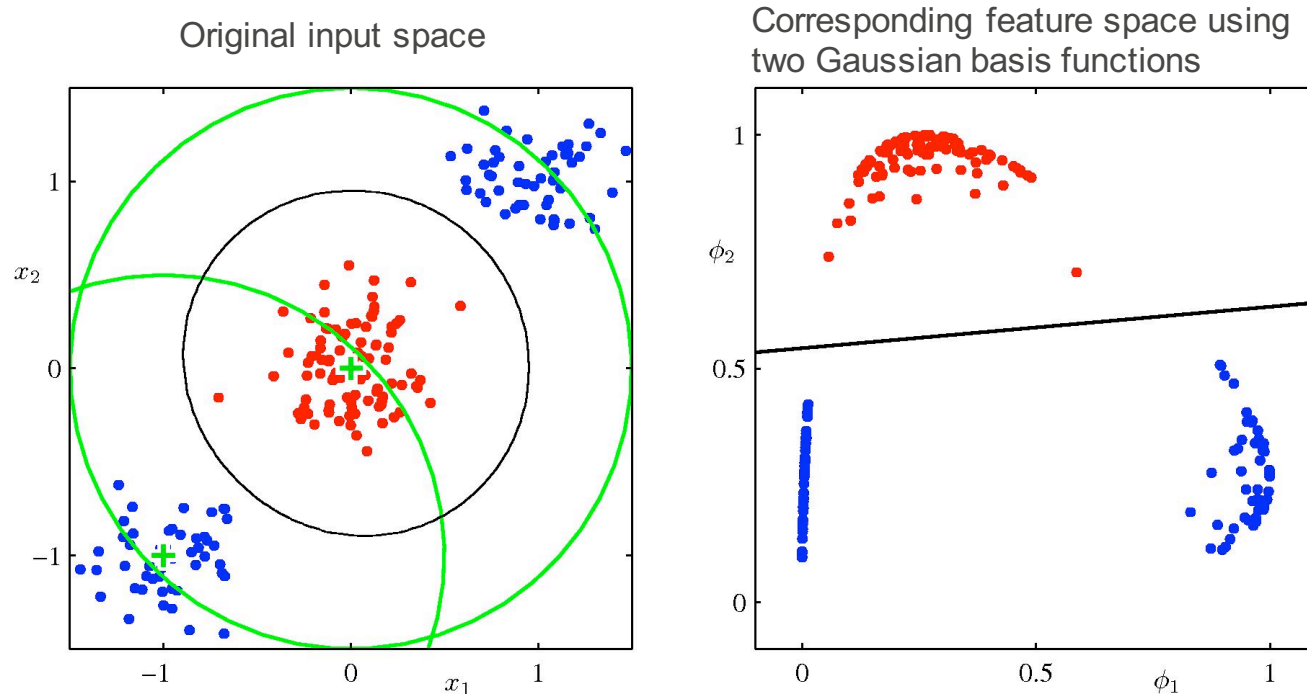 Original input space
Corresponding feature space using
two Gaussian basis functions
x₂
1
0
−1
−1
0
x₁
1
ϕ₂
1
0.5
0
0
0.5
ϕ₁
1